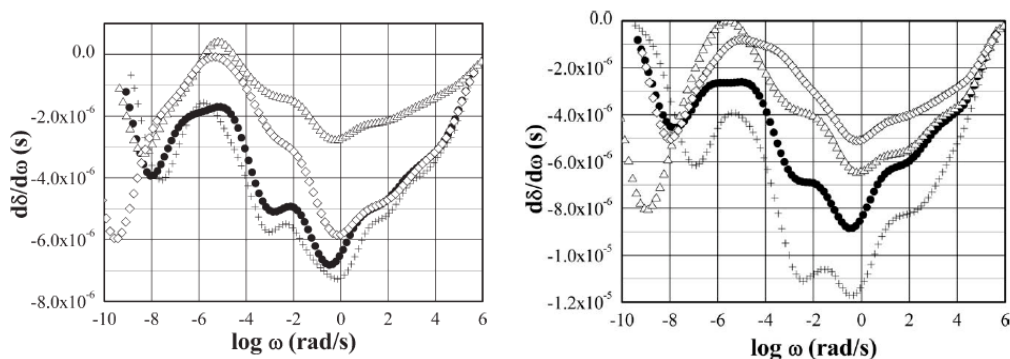 0.0
-2.0x10⁻⁶
-4.0x10⁻⁶
-6.0x10⁻⁶
-8.0x10⁻⁶
dδ/dω (s)
-10 -8 -6 -4 -2 0 2 4 6
log ω (rad/s)
0.0
-2.0x10⁻⁶
-4.0x10⁻⁶
-6.0x10⁻⁶
-8.0x10⁻⁶
-1.0x10⁻⁵
-1.2x10⁻⁵
dδ/dω (s)
-10 -8 -6 -4 -2 0 2 4 6
log ω (rad/s)